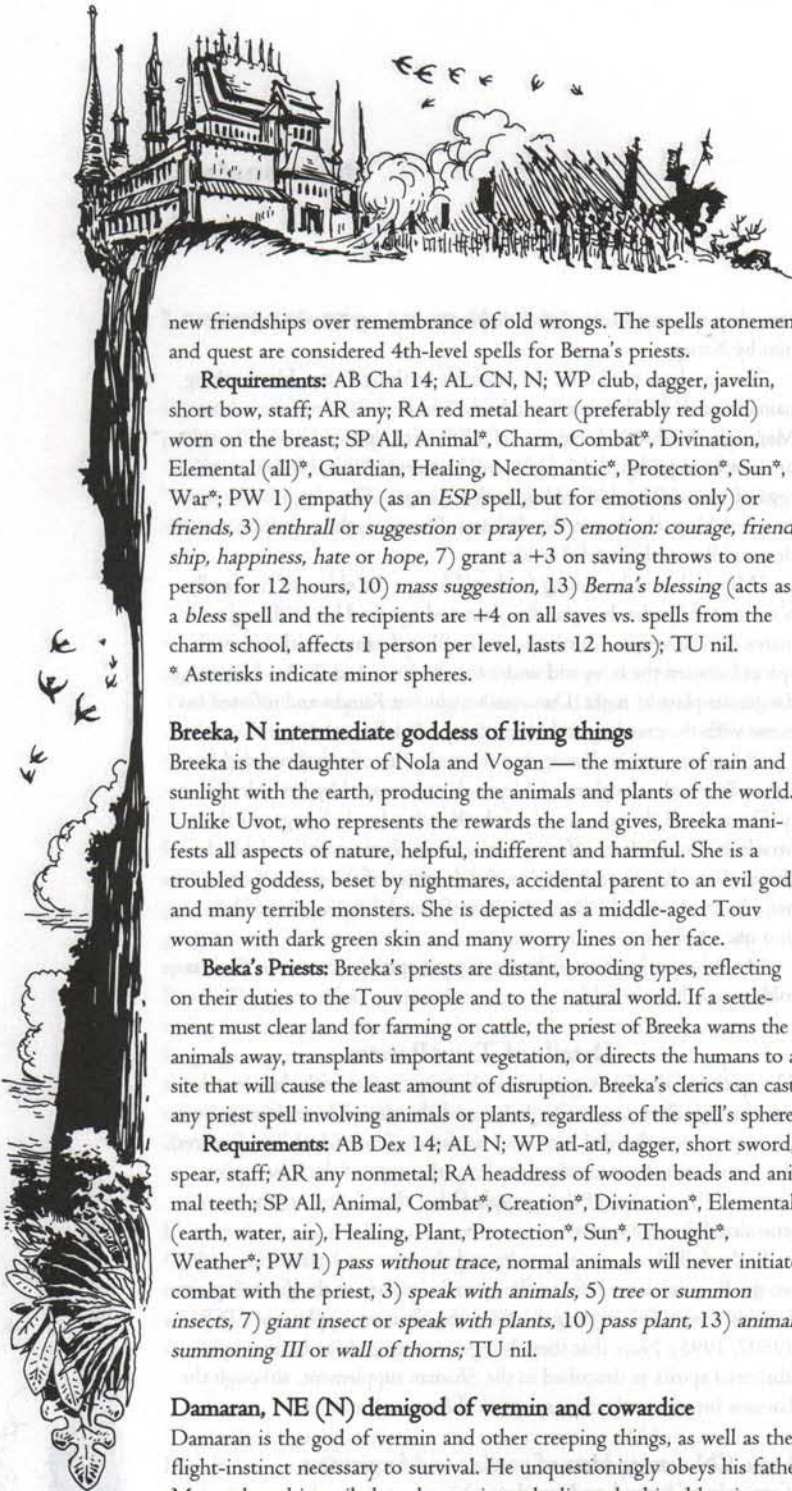 new friendships over remembrance of old wrongs. The spells atonemen
and quest are considered 4th-level spells for Berna's priests.
Requirements: AB Cha 14; AL CN, N; WP club, dagger, javelin,
short bow, staff; AR any; RA red metal heart (preferably red gold)
worn on the breast; SP All, Animal*, Charm, Combat*, Divination,
Elemental (all)*, Guardian, Healing, Necromantic*, Protection*, Sun*,
War*; PW 1) empathy (as an ESP spell, but for emotions only) or
friends, 3) enthrall or suggestion or prayer, 5) emotion: courage, friend
ship, happiness, hate or hope, 7) grant a +3 on saving throws to one
person for 12 hours, 10) mass suggestion, 13) Berna's blessing (acts as
a bless spell and the recipients are +4 on all saves vs. spells from the
charm school, affects 1 person per level, lasts 12 hours); TU nil.
* Asterisks indicate minor spheres.
Breeka, N intermediate goddess of living things
Breeka is the daughter of Nola and Vogan — the mixture of rain and
sunlight with the earth, producing the animals and plants of the world.
Unlike Uvot, who represents the rewards the land gives, Breeka mani-
fests all aspects of nature, helpful, indifferent and harmful. She is a
troubled goddess, beset by nightmares, accidental parent to an evil god
and many terrible monsters. She is depicted as a middle-aged Touv
woman with dark green skin and many worry lines on her face.
Beeka's Priests: Breeka's priests are distant, brooding types, reflecting
on their duties to the Touv people and to the natural world. If a settle-
ment must clear land for farming or cattle, the priest of Breeka warns the
animals away, transplants important vegetation, or directs the humans to a
site that will cause the least amount of disruption. Breeka's clerics can cast
any priest spell involving animals or plants, regardless of the spell's sphere
Requirements: AB Dex 14; AL N; WP atl-atl, dagger, short sword,
spear, staff; AR any nonmetal; RA headdress of wooden beads and ani
mal teeth; SP All, Animal, Combat*, Creation*, Divination*, Elemental
(earth, water, air), Healing, Plant, Protection*, Sun*, Thought*,
Weather*; PW 1) pass without trace, normal animals will never initiate
combat with the priest, 3) speak with animals, 5) tree or summon
insects, 7) giant insect or speak with plants, 10) pass plant, 13) animal
summoning III or wall of thorns; TU nil.
Damaran, NE (N) demigod of vermin and cowardice
Damaran is the god of vermin and other creeping things, as well as the
flight-instinct necessary to survival. He unquestioningly obeys his fathe